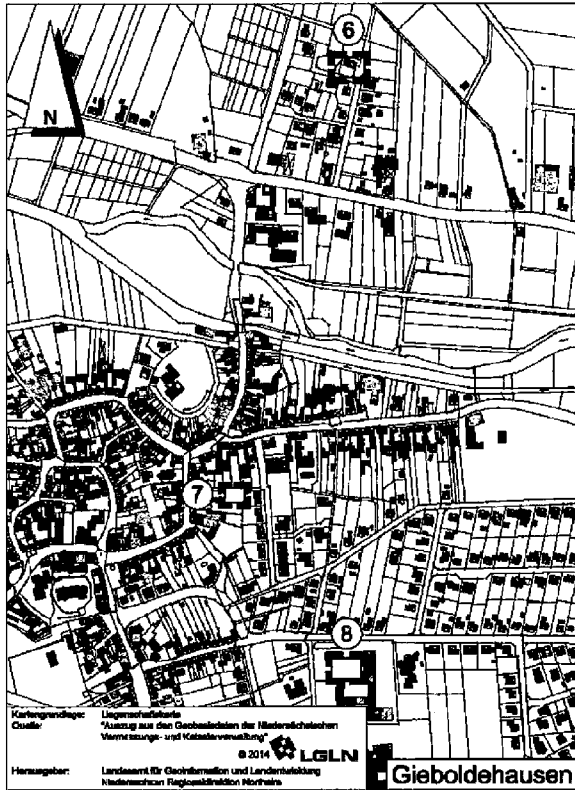 6
N
7
8
Kartengrundlage: Liegenschaftskarte
Quelle: "Auszug aus den Geobasisdaten der Niedersächsischen
Vermessungs- und Katasterverwaltung"
© 2014 LGLN
Herausgeber: Landesamt für Geoinformation und Landentwicklung
Niedersachsen Regionaldirektion Northeim
Gieboldehausen